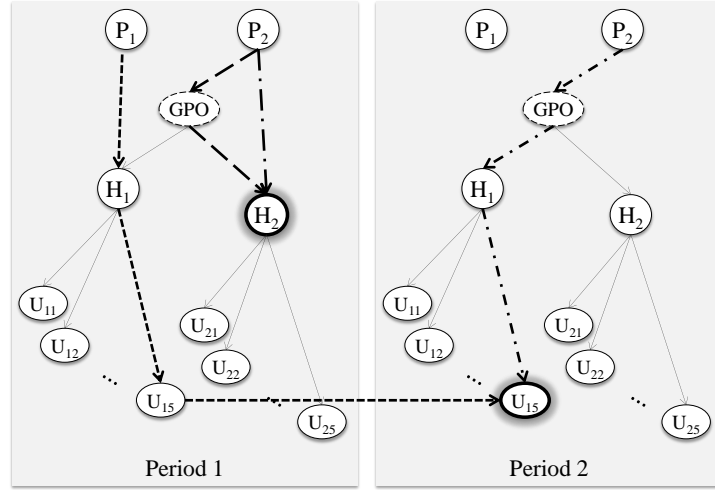 P1
P2
GPO
H1
H2
U11
U12
...
U15
U21
U22
...
U25
Period 1
P1
P2
GPO
H1
H2
U11
U12
...
U15
U21
U22
...
U25
Period 2